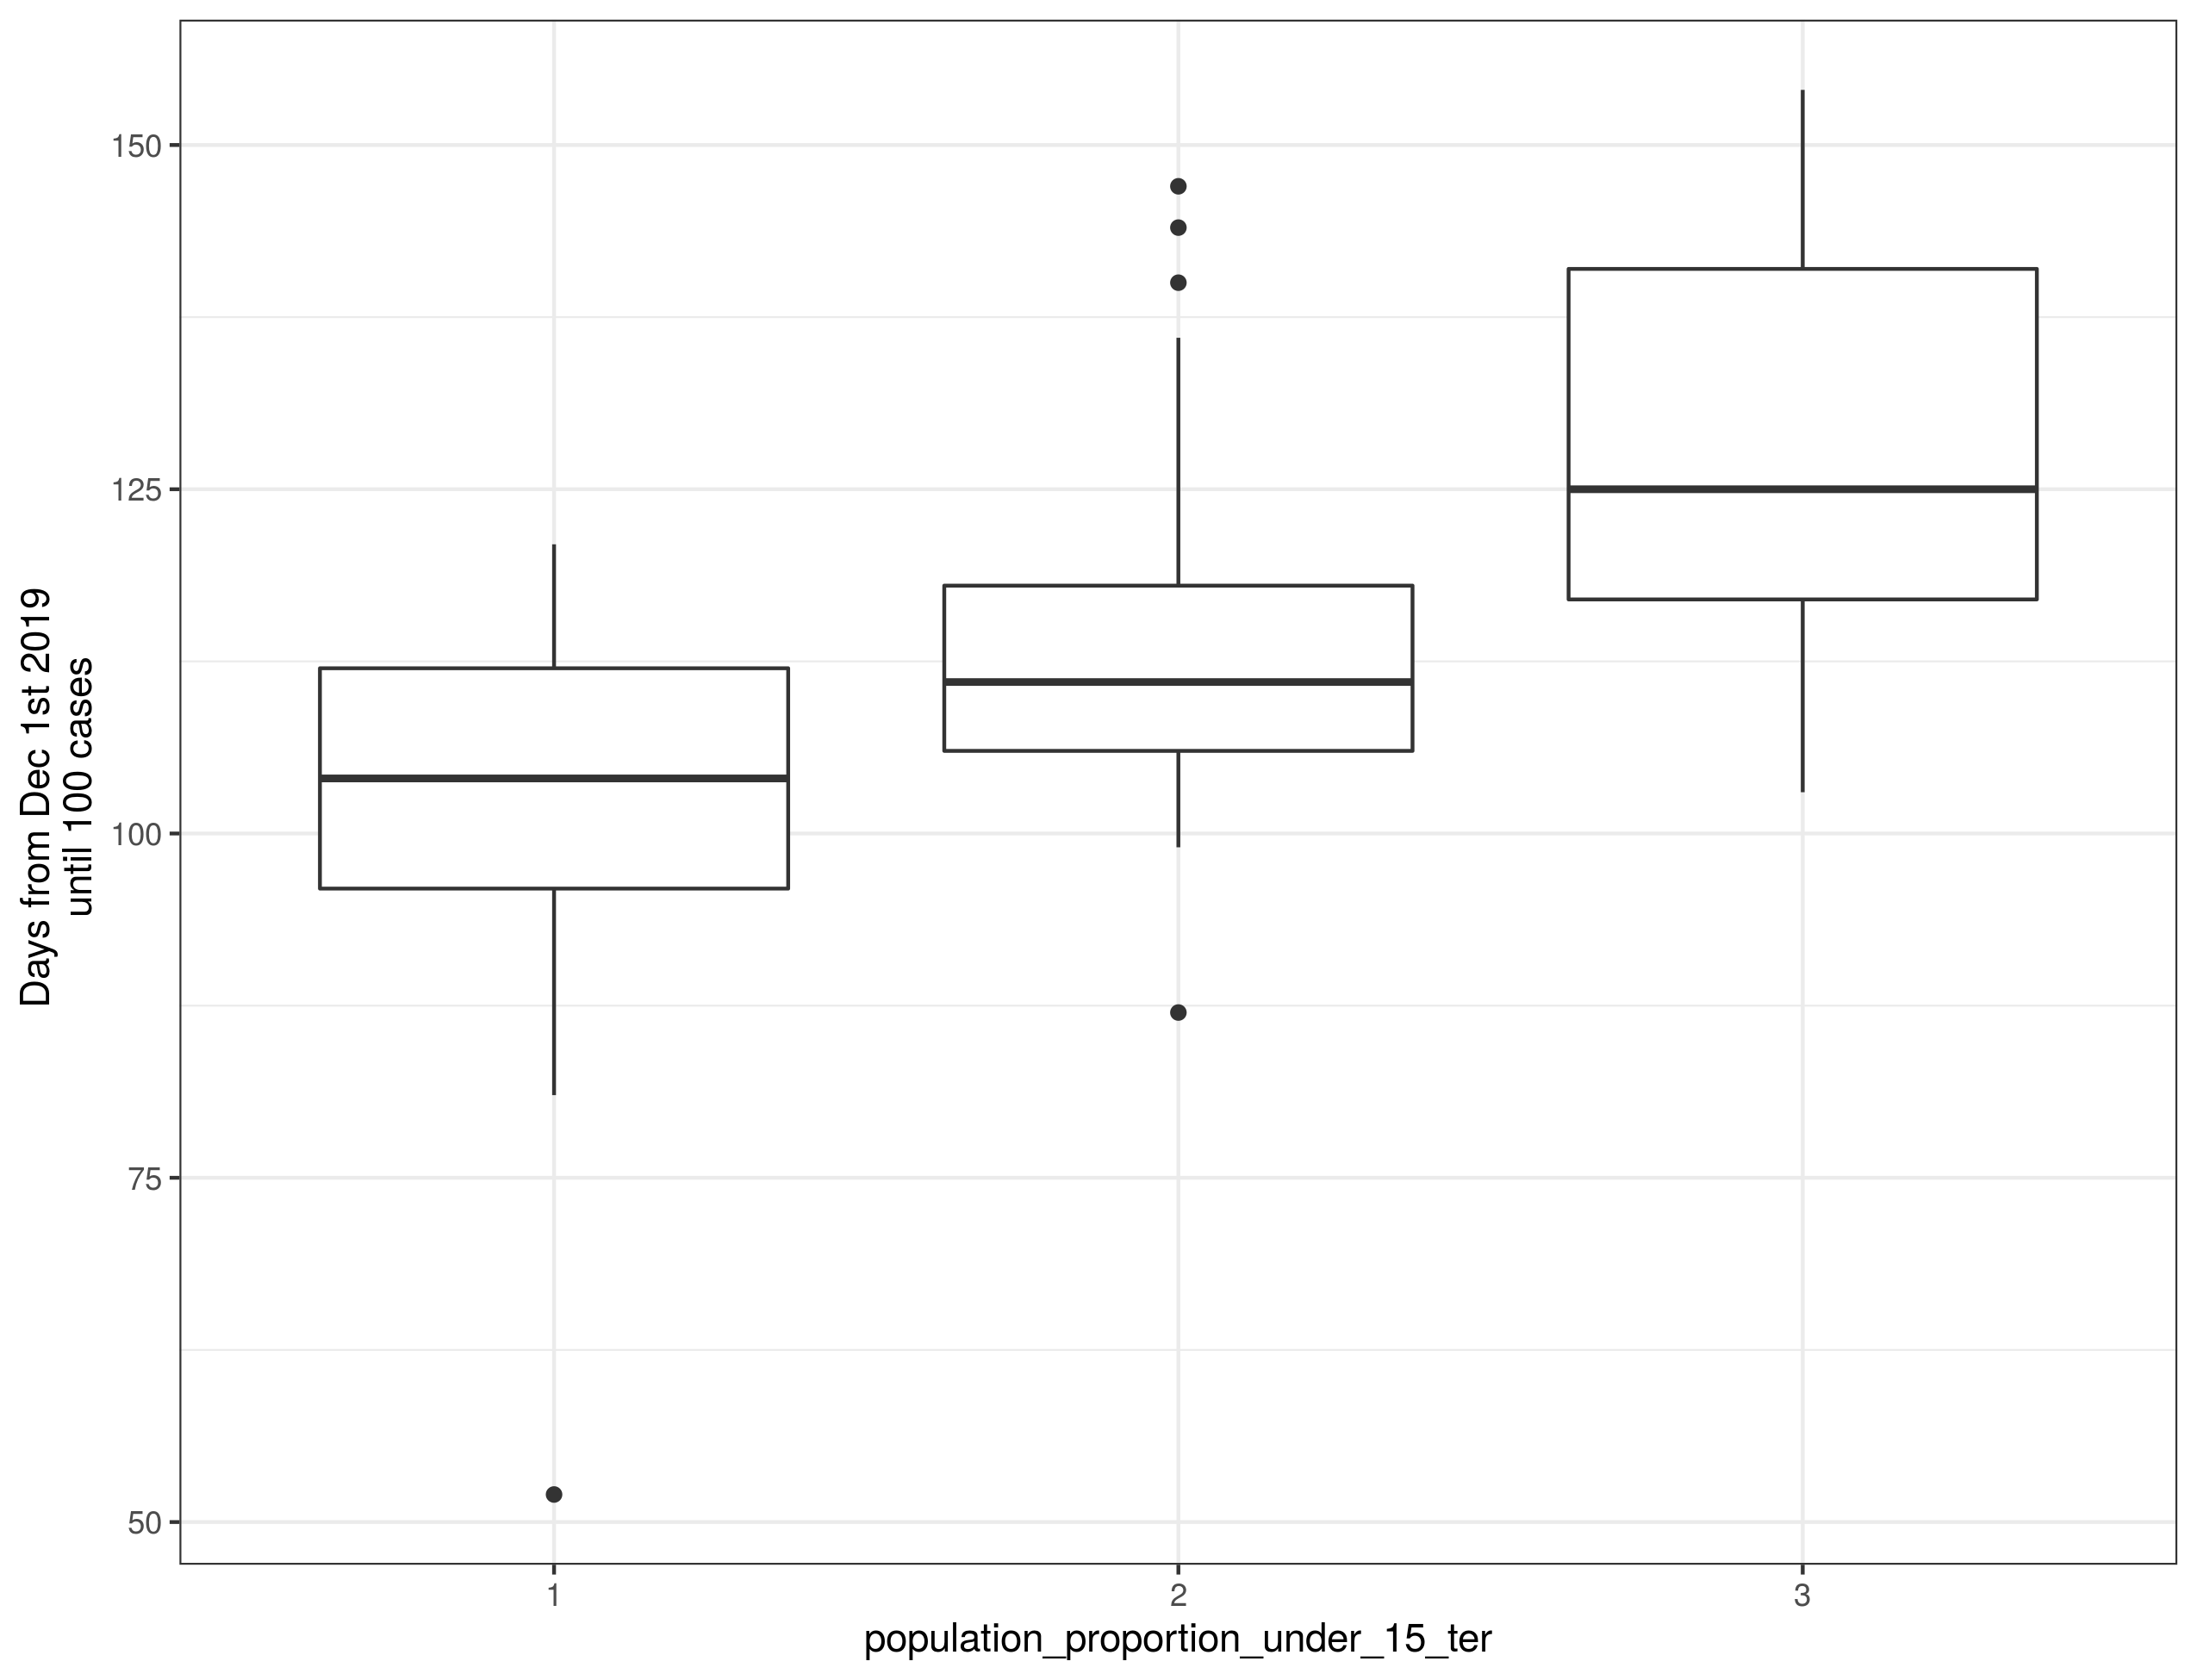 Days from Dec 1st 2019
until 100 cases
150
125
100
75
50
1
2
3
population_proportion_under_15_ter